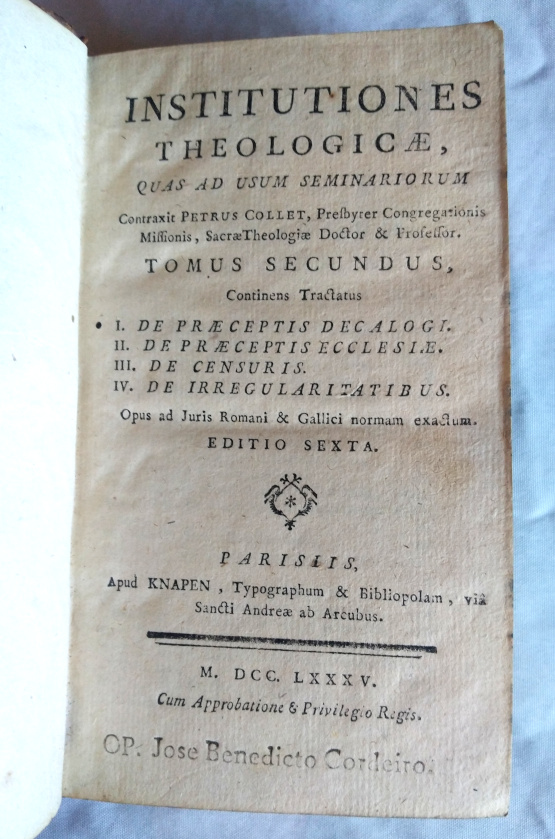 INSTITUTIONES
THEOLOGICÆ,
QUAS AD USUM SEMINARIORUM
Contraxit PETRUS COLLET, Presbyter Congregationis
Missionis, Sacræ Theologiæ Doctor & Professor.
TOMUS SECUNDUS,
Continens Tractatus
I. DE PRÆCEPTIS DECALOGI.
II. DE PRÆCEPTIS ECCLESIÆ.
III. DE CENSURIS.
IV. DE IRREGULARITATIBUS.
Opus ad Juris Romani & Gallici normam exactum.
EDITIO SEXTA.
PARISIIS,
Apud KNAPEN, Typographum & Bibliopolam, viâ
Sancti Andreæ ab Arcubus.
M. DCC. LXXXV.
Cum Approbatione & Privilegio Regis.
OP. Jose Benedicto Cordeiro.